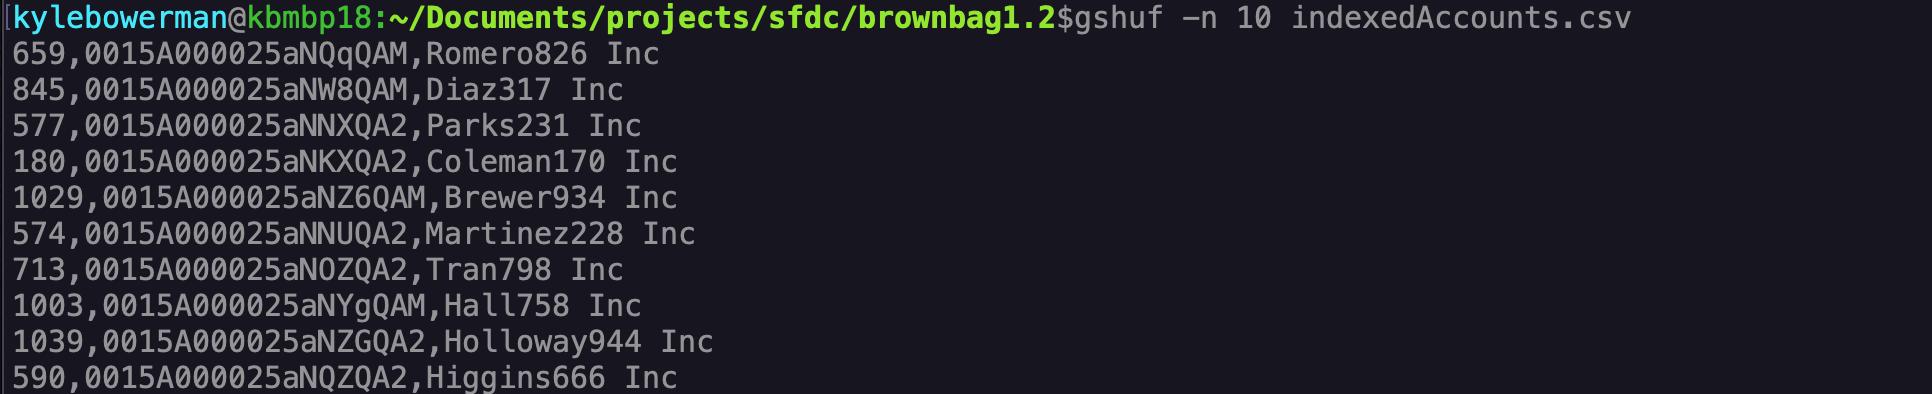 [kylebowerman@kbmbp18:~/Documents/projects/sfdc/brownbag1.2$gshuf -n 10 indexedAccounts.csv
659,0015A000025aNQqQAM,Romero826 Inc
845,0015A000025aNW8QAM,Diaz317 Inc
577,0015A000025aNNXQA2,Parks231 Inc
180,0015A000025aNKXQA2,Coleman170 Inc
1029,0015A000025aNZ6QAM,Brewer934 Inc
574,0015A000025aNNUQA2,Martinez228 Inc
713,0015A000025aNOZQA2,Tran798 Inc
1003,0015A000025aNYgQAM,Hall758 Inc
1039,0015A000025aNZGQA2,Holloway944 Inc
590,0015A000025aNQZQA2,Higgins666 Inc